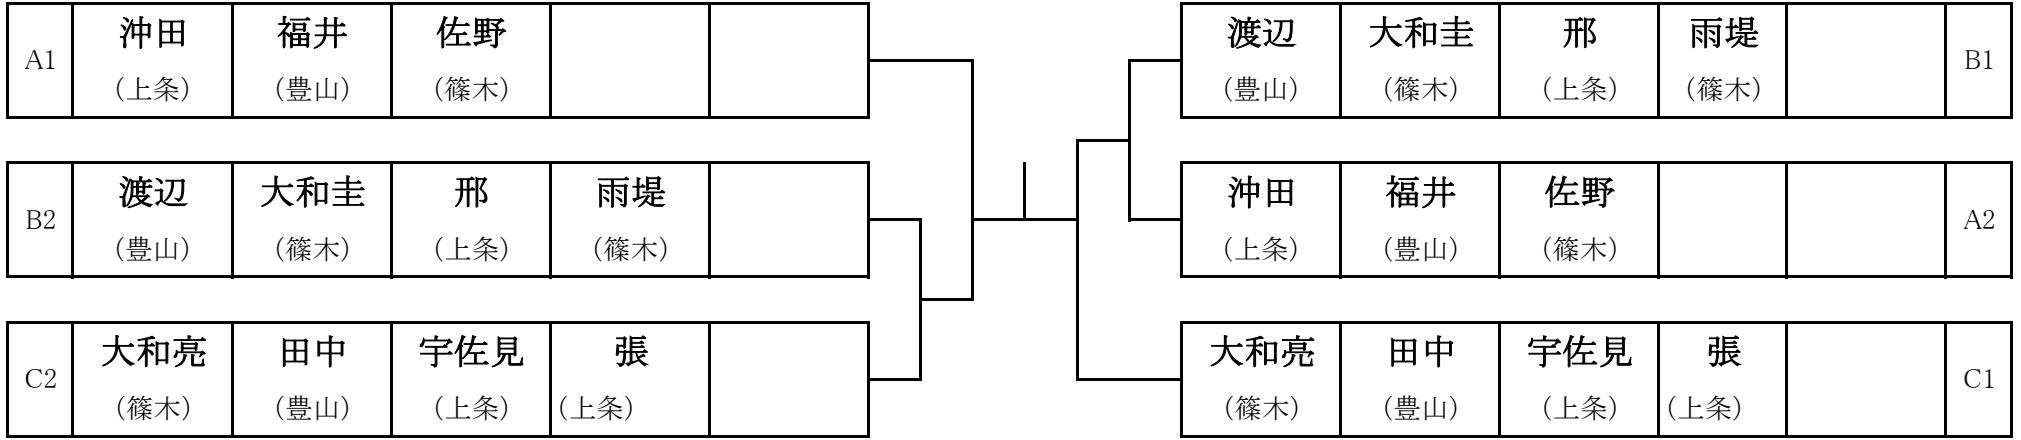 A1 沖田 福井 佐野
(上条) (豊山) (篠木)
B2 渡辺 大和圭 邢 雨堤
(豊山) (篠木) (上条) (篠木)
C2 大和亮 田中 宇佐見 張
(篠木) (豊山) (上条) (上条)
渡辺 大和圭 邢 雨堤 B1
(豊山) (篠木) (上条) (篠木)
沖田 福井 佐野 A2
(上条) (豊山) (篠木)
大和亮 田中 宇佐見 張 C1
(篠木) (豊山) (上条) (上条)